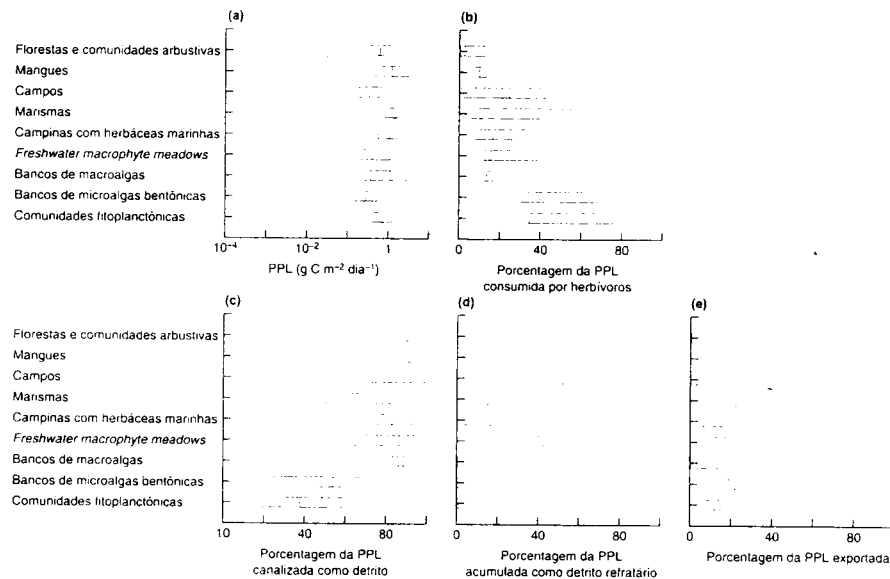 (a)
(b)
Florestas e comunidades arbustivas
Mangues
Campos
Marismas
Campinas com herbáceas marinhas
Freshwater macrophyte meadows
Bancos de macroalgas
Bancos de microalgas bentônicas
Comunidades fitoplanctônicas
10⁻⁴ 10⁻² 1
0 40 80
PPL (g C m⁻² dia⁻¹)
Porcentagem da PPL
consumida por herbívoros
(c)
(d)
(e)
Florestas e comunidades arbustivas
Mangues
Campos
Marismas
Campinas com herbáceas marinhas
Freshwater macrophyte meadows
Bancos de macroalgas
Bancos de microalgas bentônicas
Comunidades fitoplanctônicas
10 40 80
0 40 80
0 40 80
Porcentagem da PPL
canalizada como detrito
Porcentagem da PPL
acumulada como detrito refratário
Porcentagem da PPL exportada